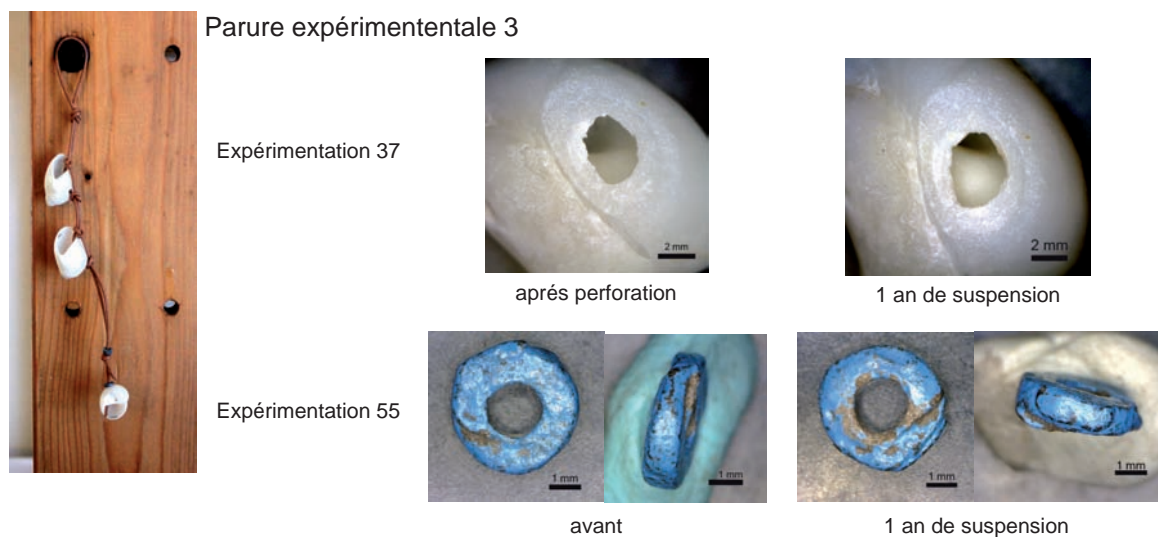 Parure expérimententale 3
Expérimentation 37
2 mm
2 mm
aprés perforation
1 an de suspension
Expérimentation 55
1 mm
1 mm
1 mm
1 mm
avant
1 an de suspension